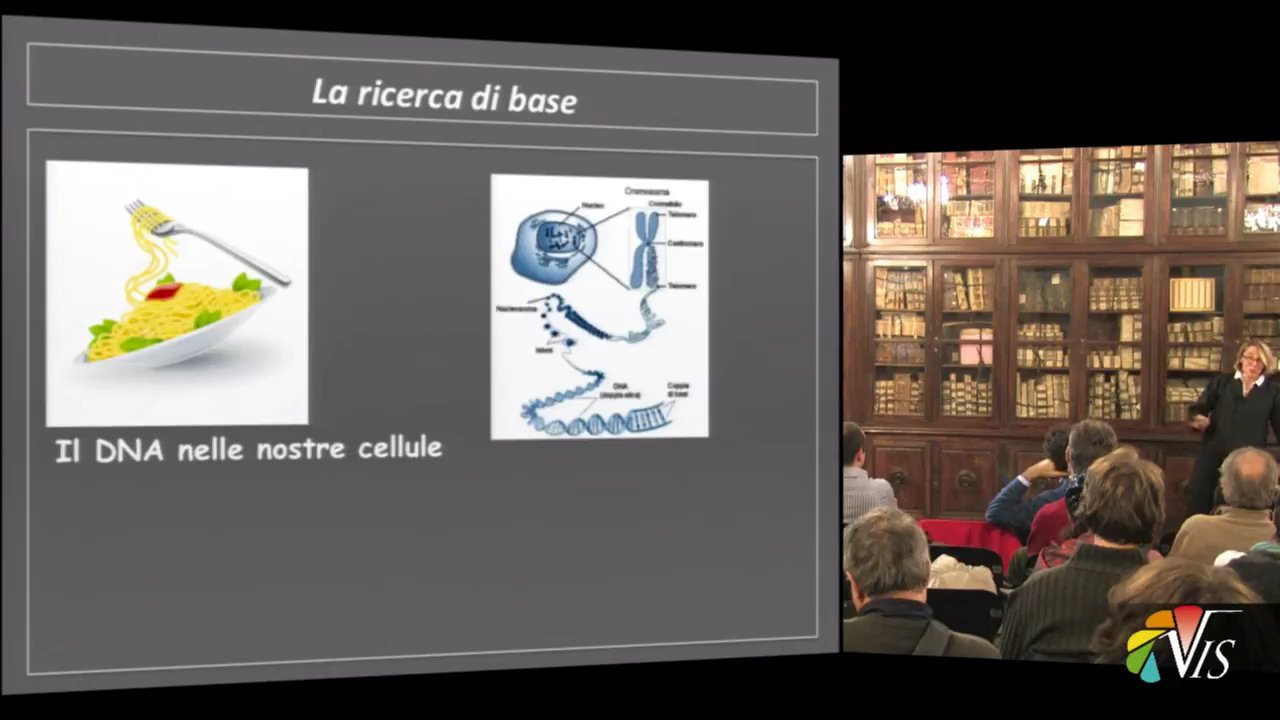 La ricerca di base
Cromosoma
Nucleo
Cromatidio
Telomero
Centromero
Telomero
Nucleosoma
Istoni
DNA
(doppia elica)
Coppie
di basi
Il DNA nelle nostre cellule
VIS